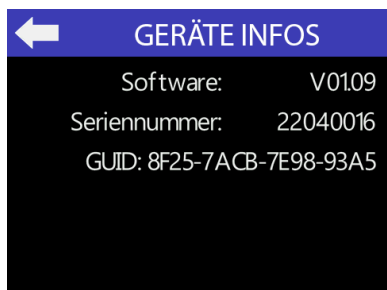 GERÄTE INFOS
Software: V01.09
Seriennummer: 22040016
GUID: 8F25-7ACB-7E98-93A5